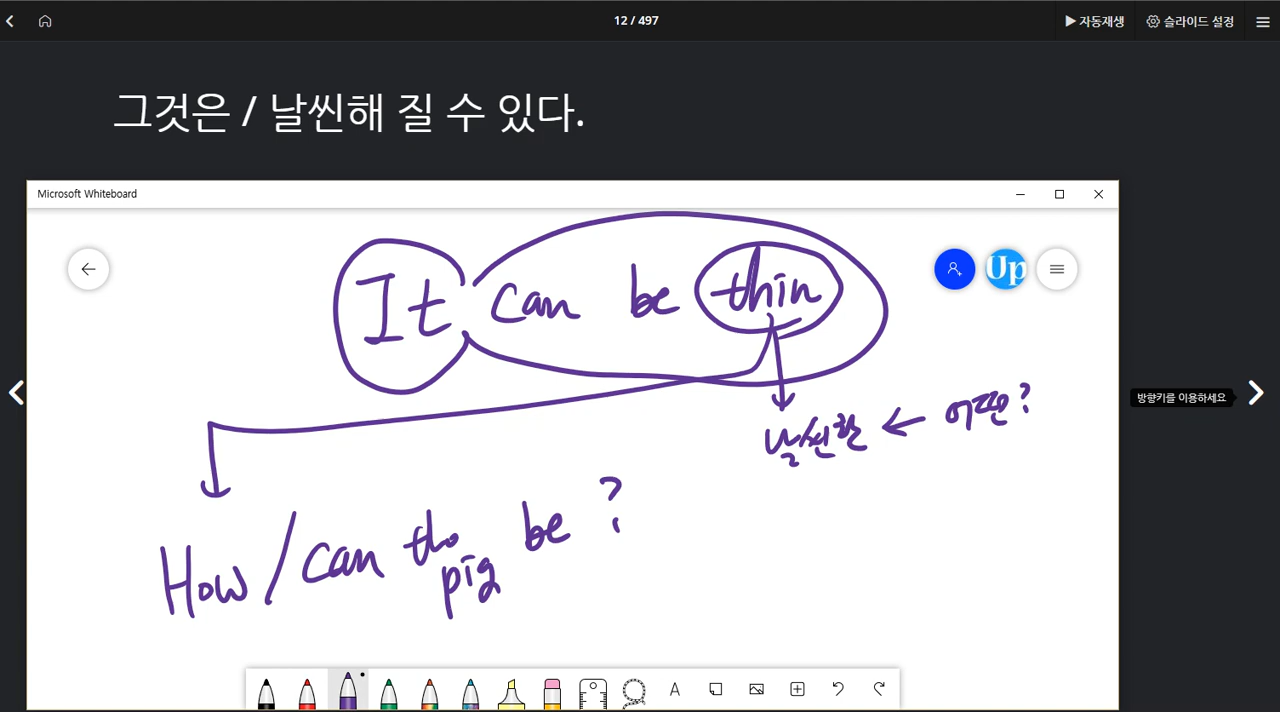 12 / 497
▶ 자동재생
슬라이드 설정
그것은 / 날씬해 질 수 있다.
Microsoft Whiteboard
Up
It can be thin
방향키를 이용하세요
날씬한 ← 어떤?
How / can the pig be ?
A